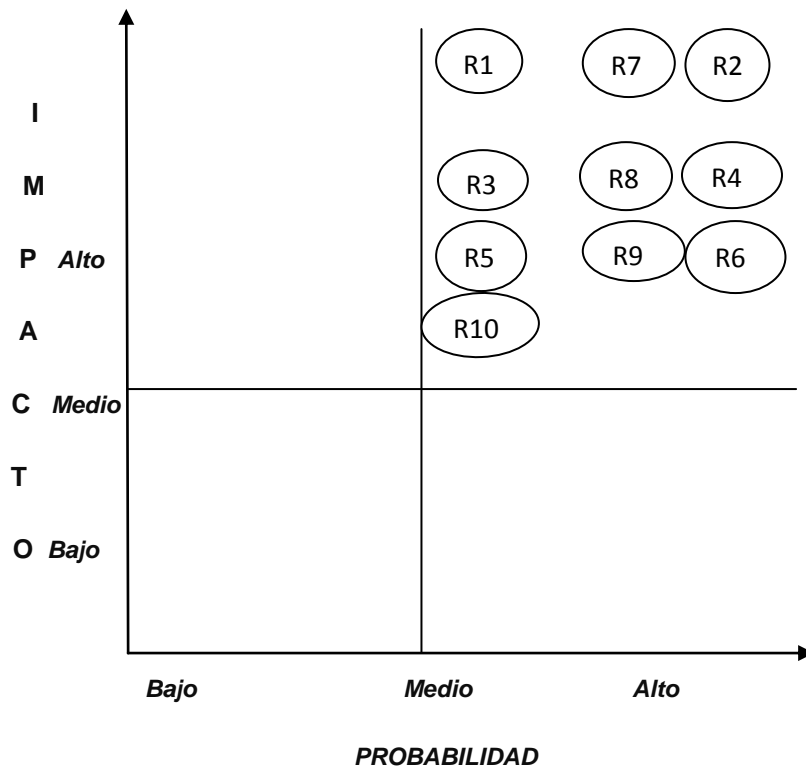 R1 R7 R2
I
M
R3 R8 R4
P Alto
R5 R9 R6
A
R10
C Medio
T
O Bajo
Bajo Medio Alto
PROBABILIDAD